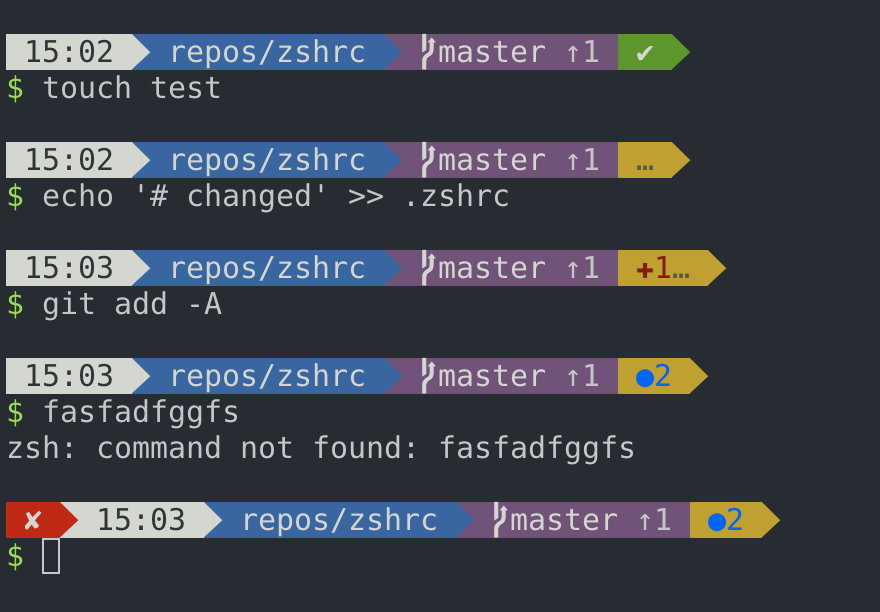 15:02 repos/zshrc master ↑1 ✔
$ touch test
15:02 repos/zshrc master ↑1 …
$ echo '# changed' >> .zshrc
15:03 repos/zshrc master ↑1 ✚1…
$ git add -A
15:03 repos/zshrc master ↑1 ●2
$ fasfadfggfs
zsh: command not found: fasfadfggfs
✘ 15:03 repos/zshrc master ↑1 ●2
$